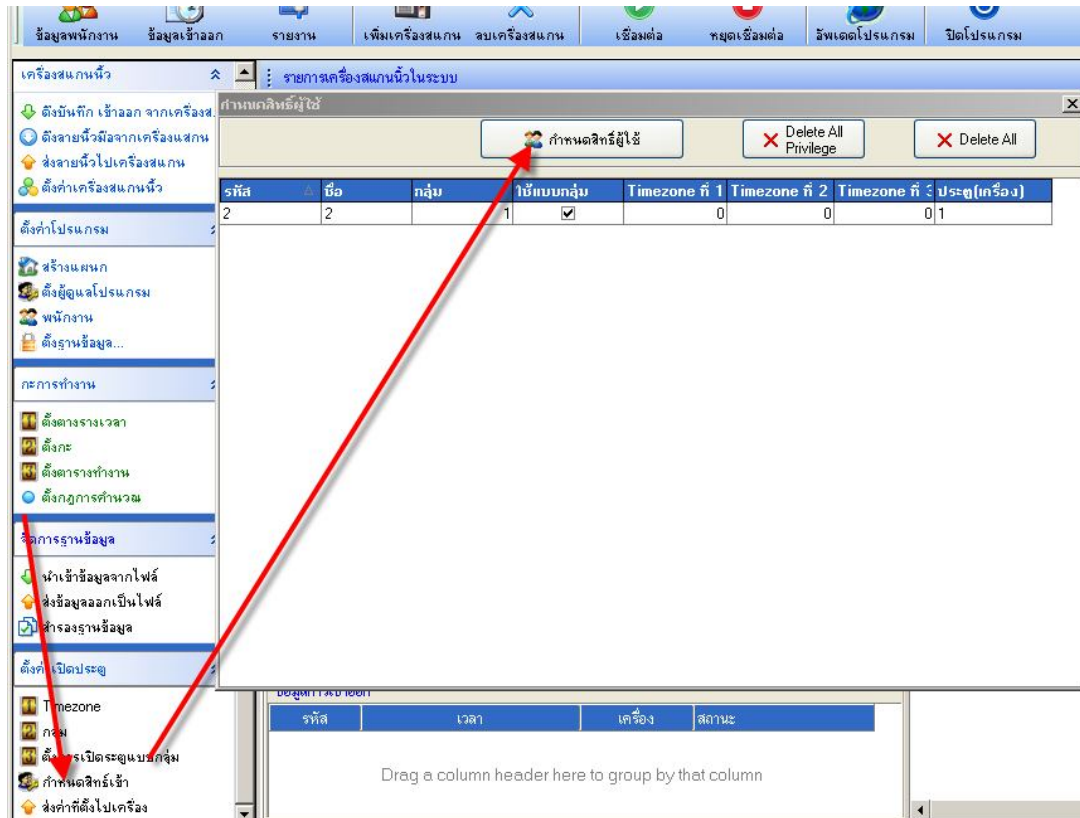 ข้อมูลพนักงาน ข้อมูลเข้าออก รายงาน เพิ่มเครื่องสแกน ลบเครื่องสแกน เชื่อมต่อ หยุดเชื่อมต่อ อัพเดดโปรแกรม ปิดโปรแกรม
เครื่องสแกนนิ้ว
รายการเครื่องสแกนนิ้วในระบบ
ดึงบันทึก เข้าออก จากเครื่องส
ดึงลายนิ้วมือจากเครื่องแสกน
ส่งลายนิ้วไปเครื่องสแกน
ตั้งค่าเครื่องสแกนนิ้ว
ตั้งค่าโปรแกรม
สร้างแผนก
ตั้งผู้ดูแลโปรแกรม
พนักงาน
ตั้งฐานข้อมูล...
กะการทำงาน
ตั้งตารางเวลา
ตั้งกะ
ตั้งตารางทำงาน
ตั้งกฎการคำนวณ
จัดการฐานข้อมูล
นำเข้าข้อมูลจากไฟล์
ส่งข้อมูลออกเป็นไฟล์
สำรองฐานข้อมูล
ตั้งค่าเปิดประตู
Timezone
กลุ่ม
ตั้งการเปิดระตูแบบกลุ่ม
กำหนดสิทธิ์เข้า
ส่งค่าที่ตั้งไปเครื่อง
กำหนดสิทธิ์ผู้ใช้
กำหนดสิทธิ์ผู้ใช้
Delete All
Privilege
Delete All
รหัส ชื่อ กลุ่ม ใช้แบบกลุ่ม Timezone ที่ 1 Timezone ที่ 2 Timezone ที่ 3 ประตู(เครื่อง)
2 2 1 0 0 0 1
ข้อมูลการเข้าออก
รหัส เวลา เครื่อง สถานะ
Drag a column header here to group by that column